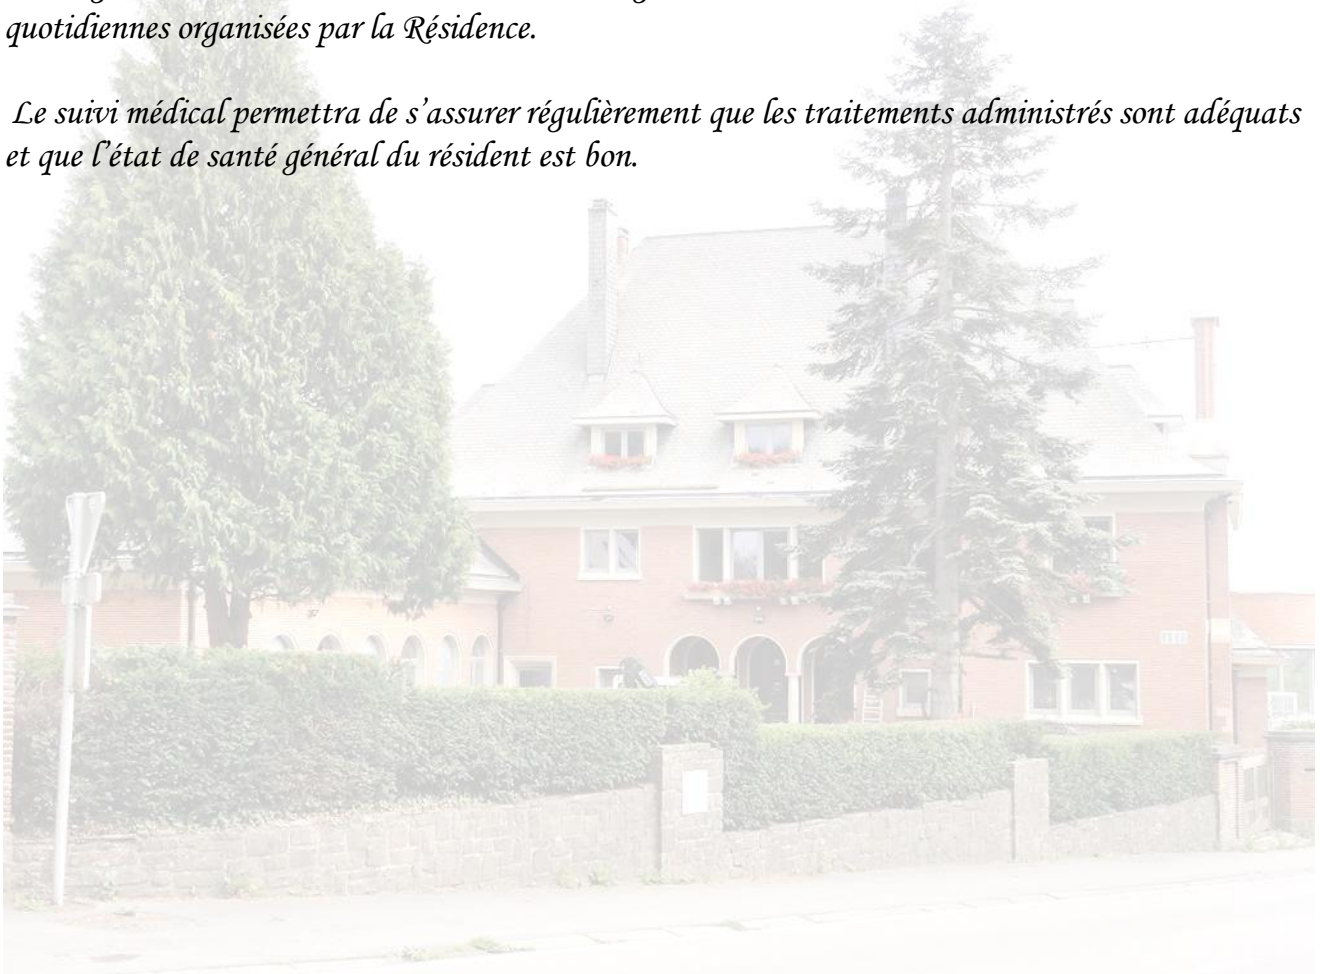 quotidiennes organisées par la Résidence.
Le suivi médical permettra de s’assurer régulièrement que les traitements administrés sont adéquats
et que l’état de santé général du résident est bon.